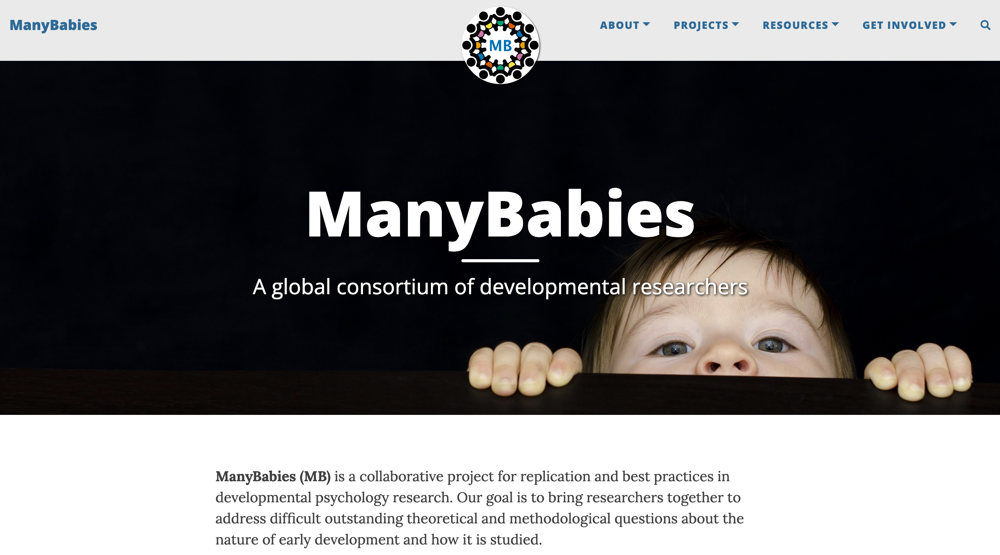 ManyBabies
MB
ABOUT
PROJECTS
RESOURCES
GET INVOLVED
ManyBabies
A global consortium of developmental researchers
ManyBabies (MB) is a collaborative project for replication and best practices in
developmental psychology research. Our goal is to bring researchers together to
address difficult outstanding theoretical and methodological questions about the
nature of early development and how it is studied.